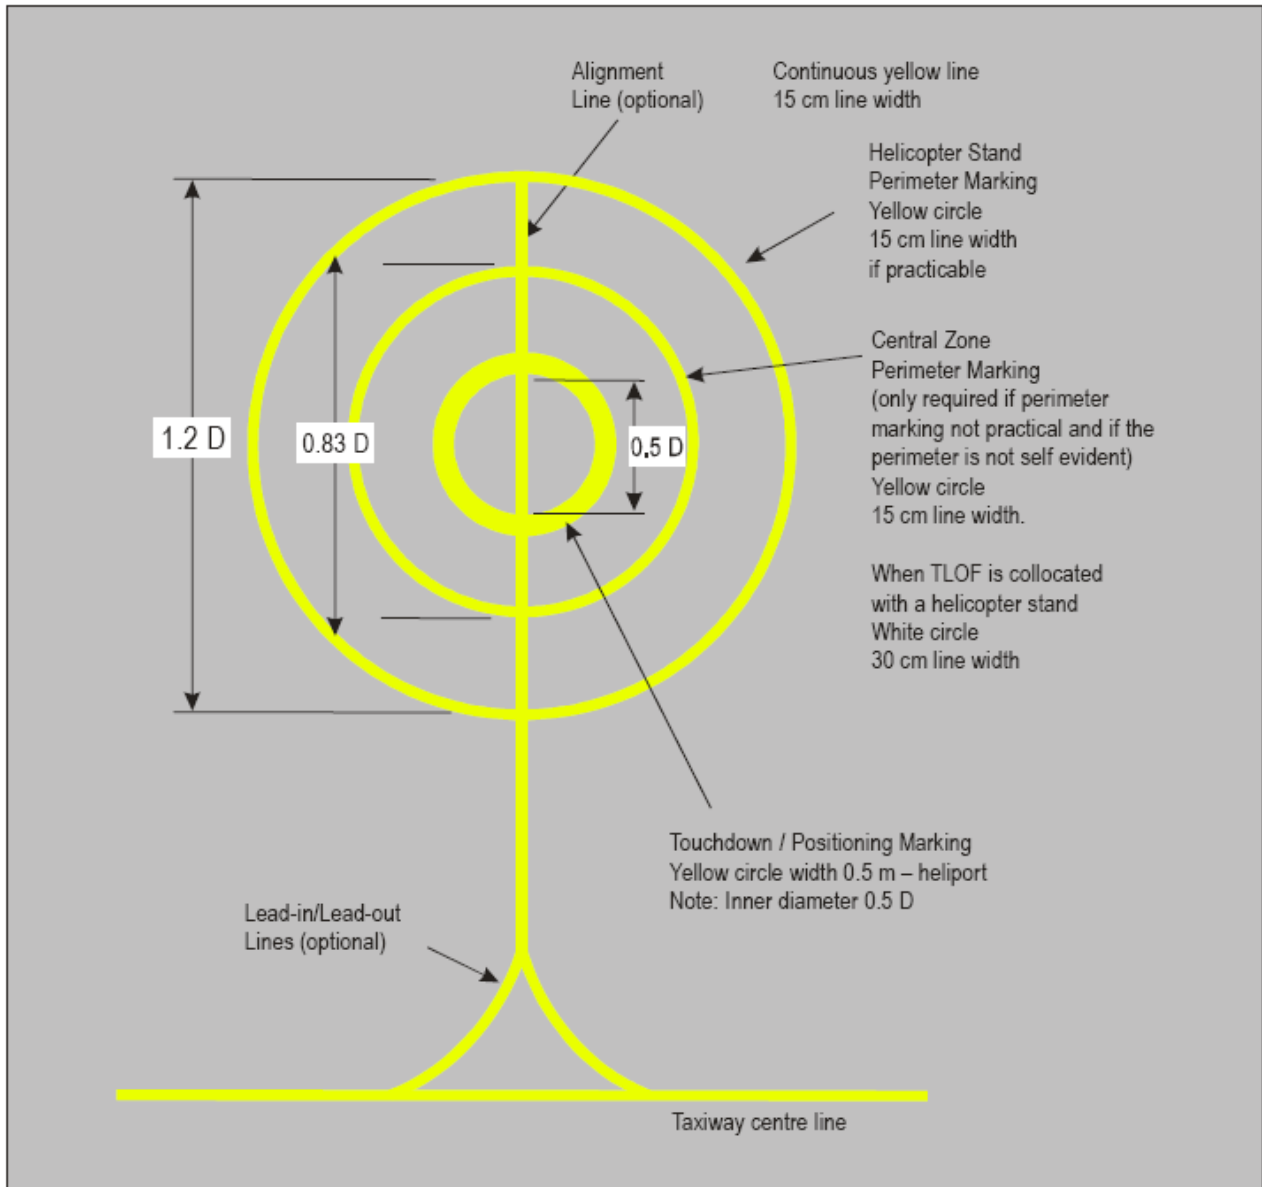 Alignment
Line (optional)
Continuous yellow line
15 cm line width
Helicopter Stand
Perimeter Marking
Yellow circle
15 cm line width
if practicable
Central Zone
Perimeter Marking
(only required if perimeter
marking not practical and if the
perimeter is not self evident)
Yellow circle
15 cm line width.
When TLOF is collocated
with a helicopter stand
White circle
30 cm line width
1.2 D
0.83 D
0.5 D
Touchdown / Positioning Marking
Yellow circle width 0.5 m – heliport
Note: Inner diameter 0.5 D
Lead-in/Lead-out
Lines (optional)
Taxiway centre line